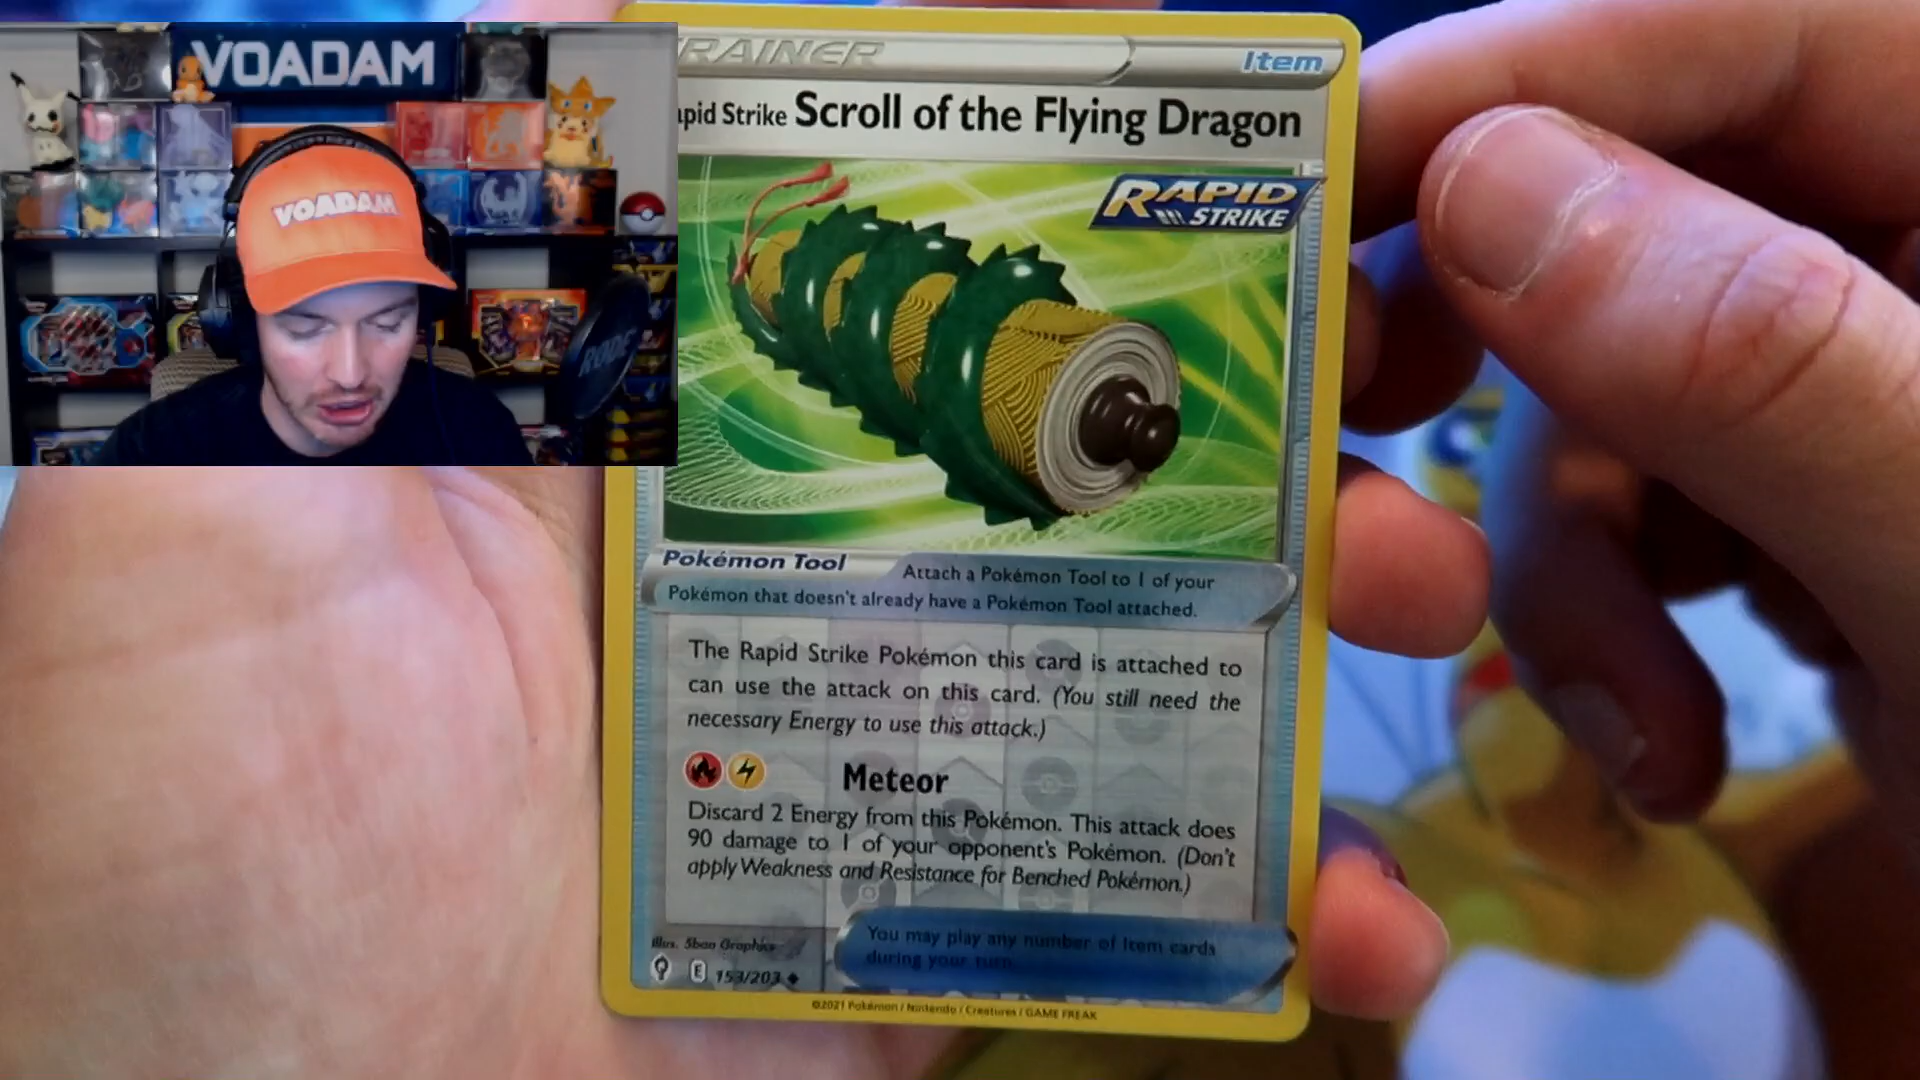 VOADAM
VOADAM
RODE
TRAINER
Item
Rapid Strike Scroll of the Flying Dragon
RAPID
STRIKE
Pokémon Tool
Attach a Pokémon Tool to 1 of your
Pokémon that doesn't already have a Pokémon Tool attached.
The Rapid Strike Pokémon this card is attached to
can use the attack on this card. (You still need the
necessary Energy to use this attack.)
Meteor
Discard 2 Energy from this Pokémon. This attack does
90 damage to 1 of your opponent's Pokémon. (Don't
apply Weakness and Resistance for Benched Pokémon.)
You may play any number of Item cards
during your turn.
Illus. 5ban Graphics
E 153/203
©2021 Pokémon / Nintendo / Creatures / GAME FREAK